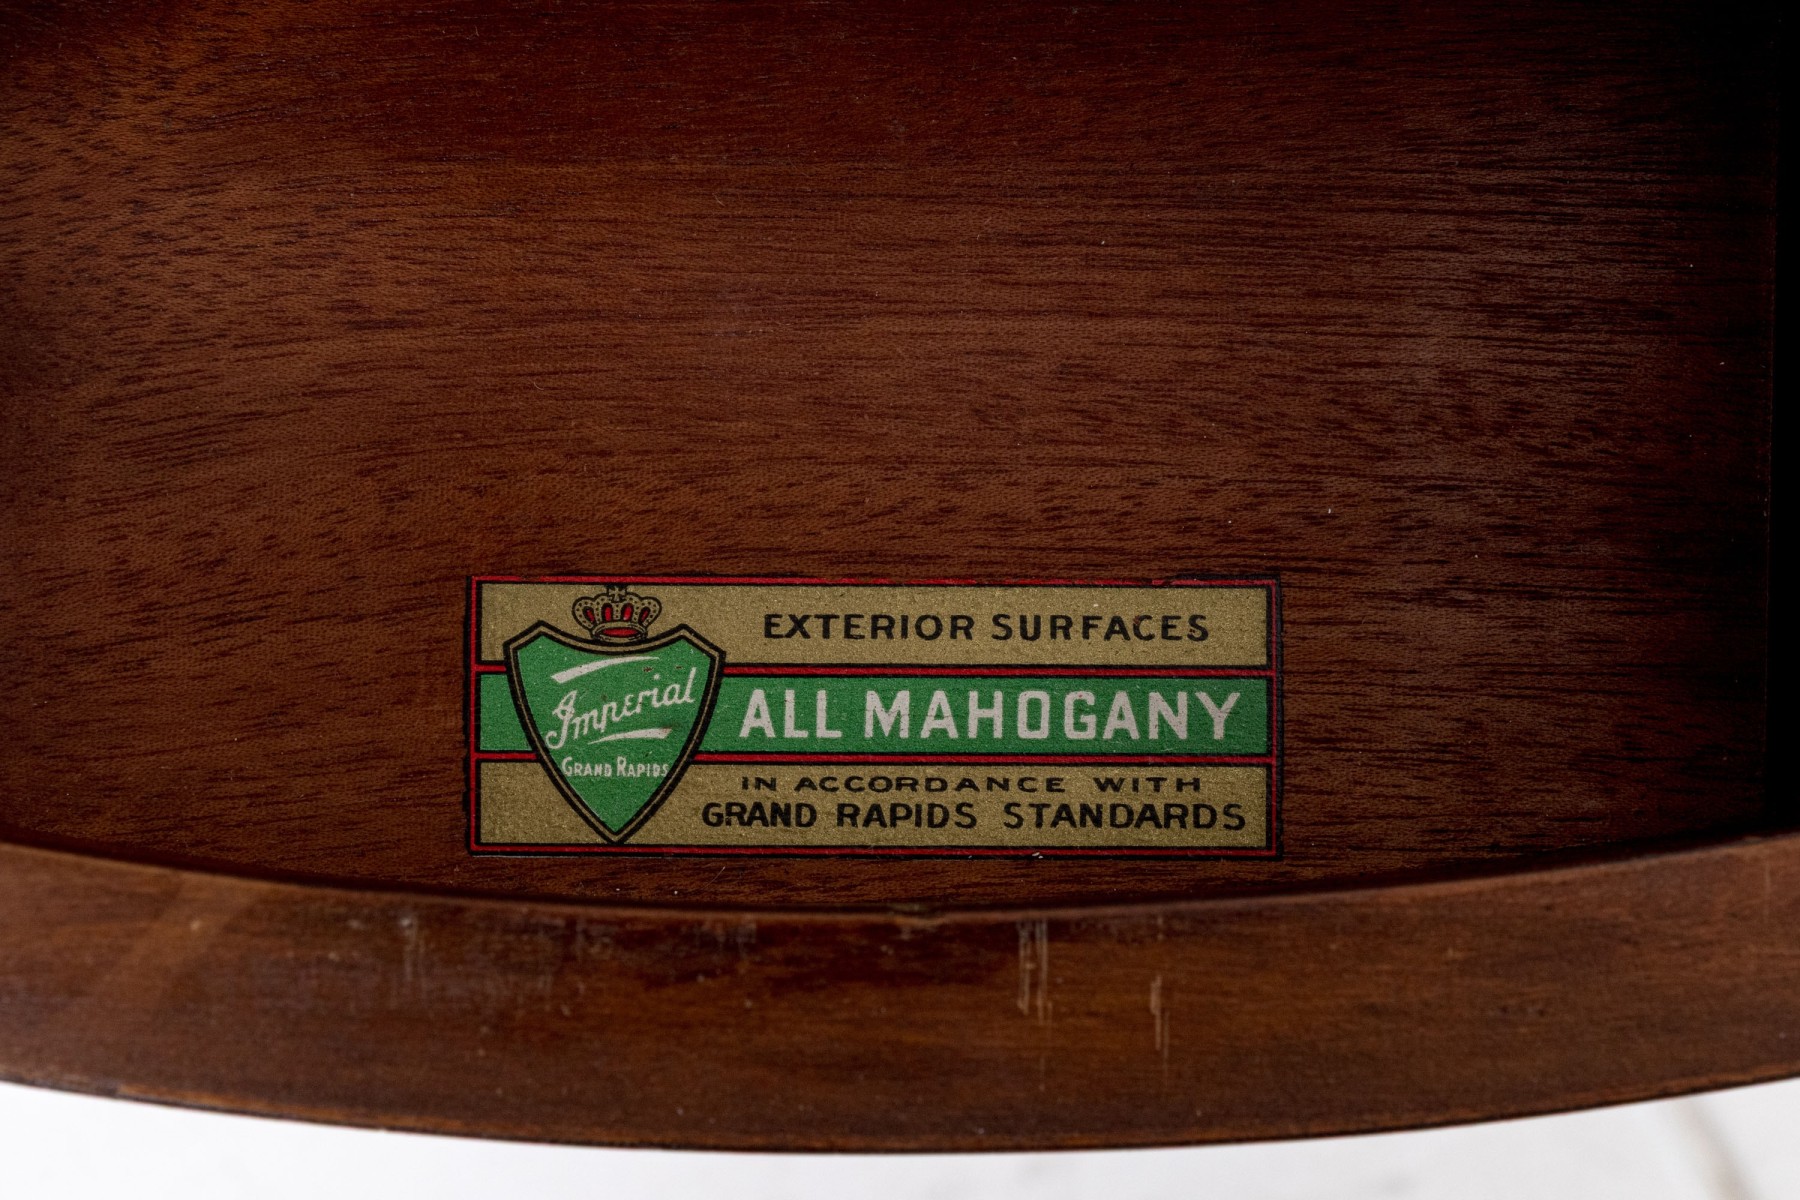 Imperial
GRAND RAPIDS
EXTERIOR SURFACES
ALL MAHOGANY
IN ACCORDANCE WITH
GRAND RAPIDS STANDARDS